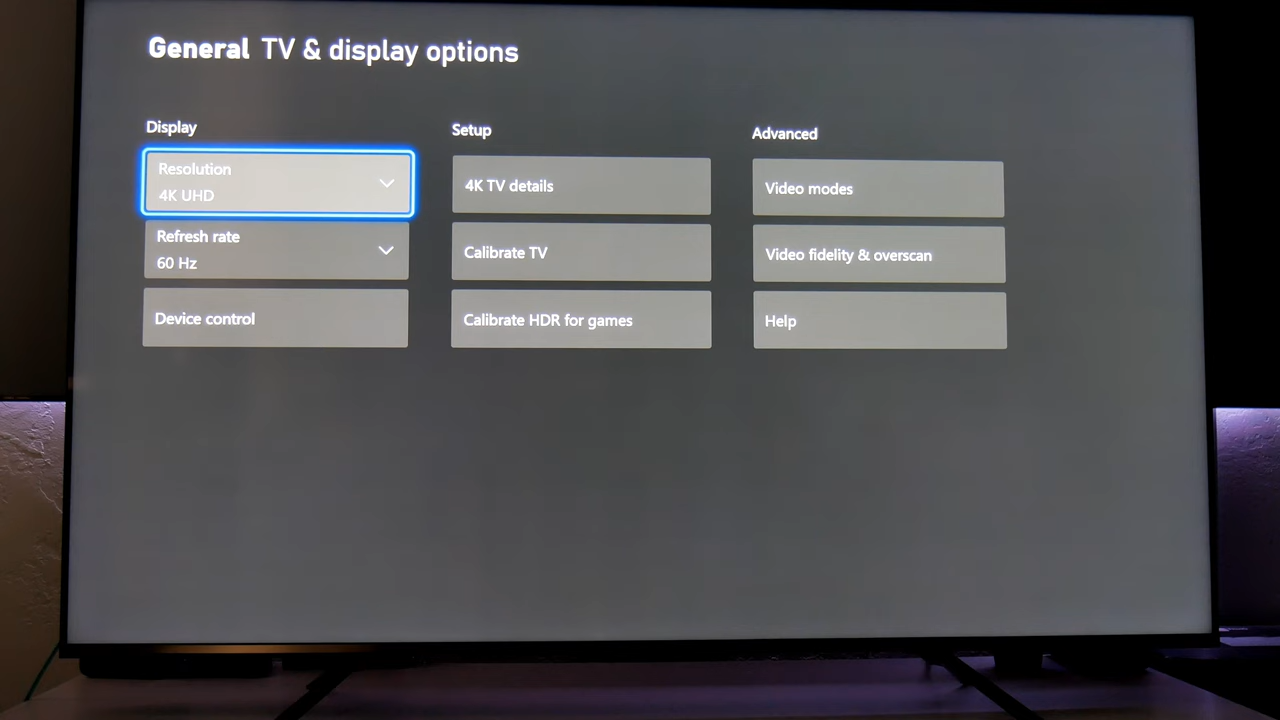 General TV & display options
Display
Resolution
4K UHD
Refresh rate
60 Hz
Device control
Setup
4K TV details
Calibrate TV
Calibrate HDR for games
Advanced
Video modes
Video fidelity & overscan
Help